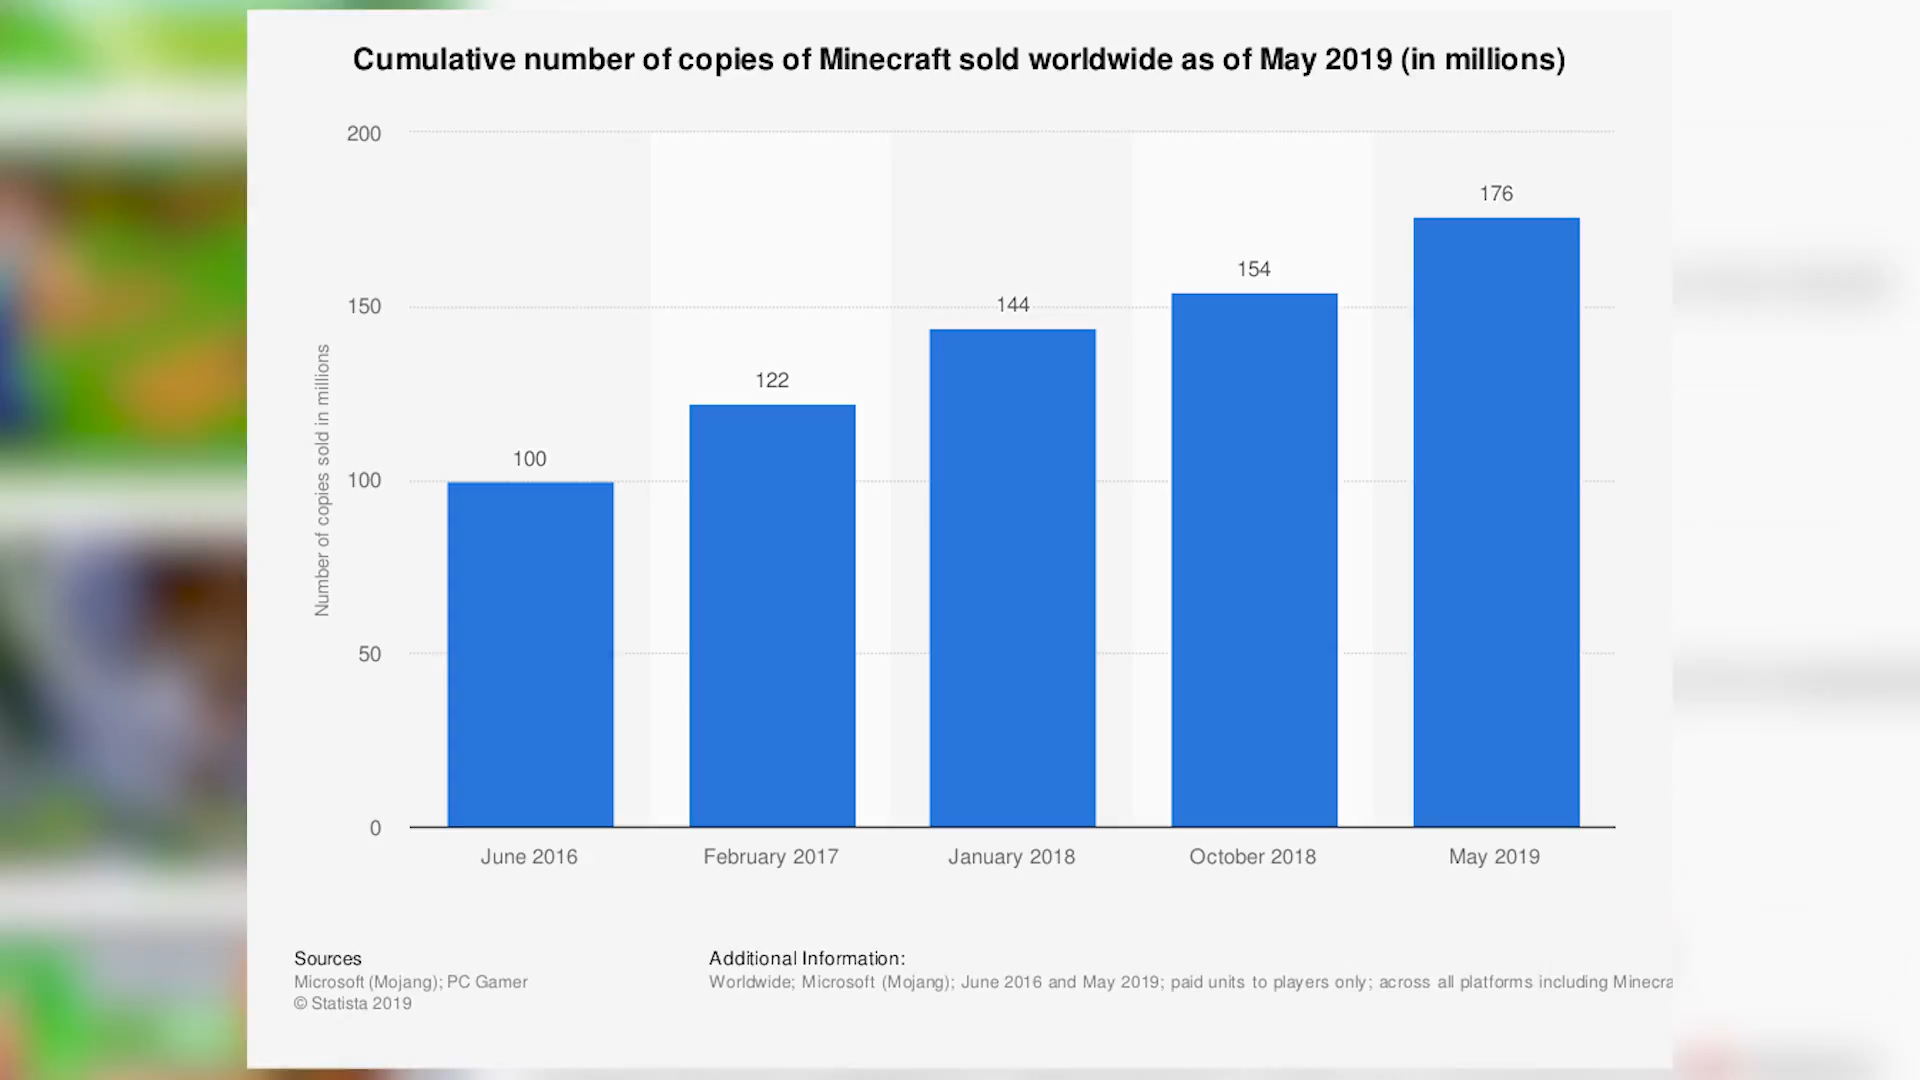 Cumulative number of copies of Minecraft sold worldwide as of May 2019 (in millions)
Number of copies sold in millions
200
150
100
50
0
100
122
144
154
176
June 2016
February 2017
January 2018
October 2018
May 2019
Sources
Microsoft (Mojang); PC Gamer
© Statista 2019
Additional Information:
Worldwide; Microsoft (Mojang); June 2016 and May 2019; paid units to players only; across all platforms including Minecra